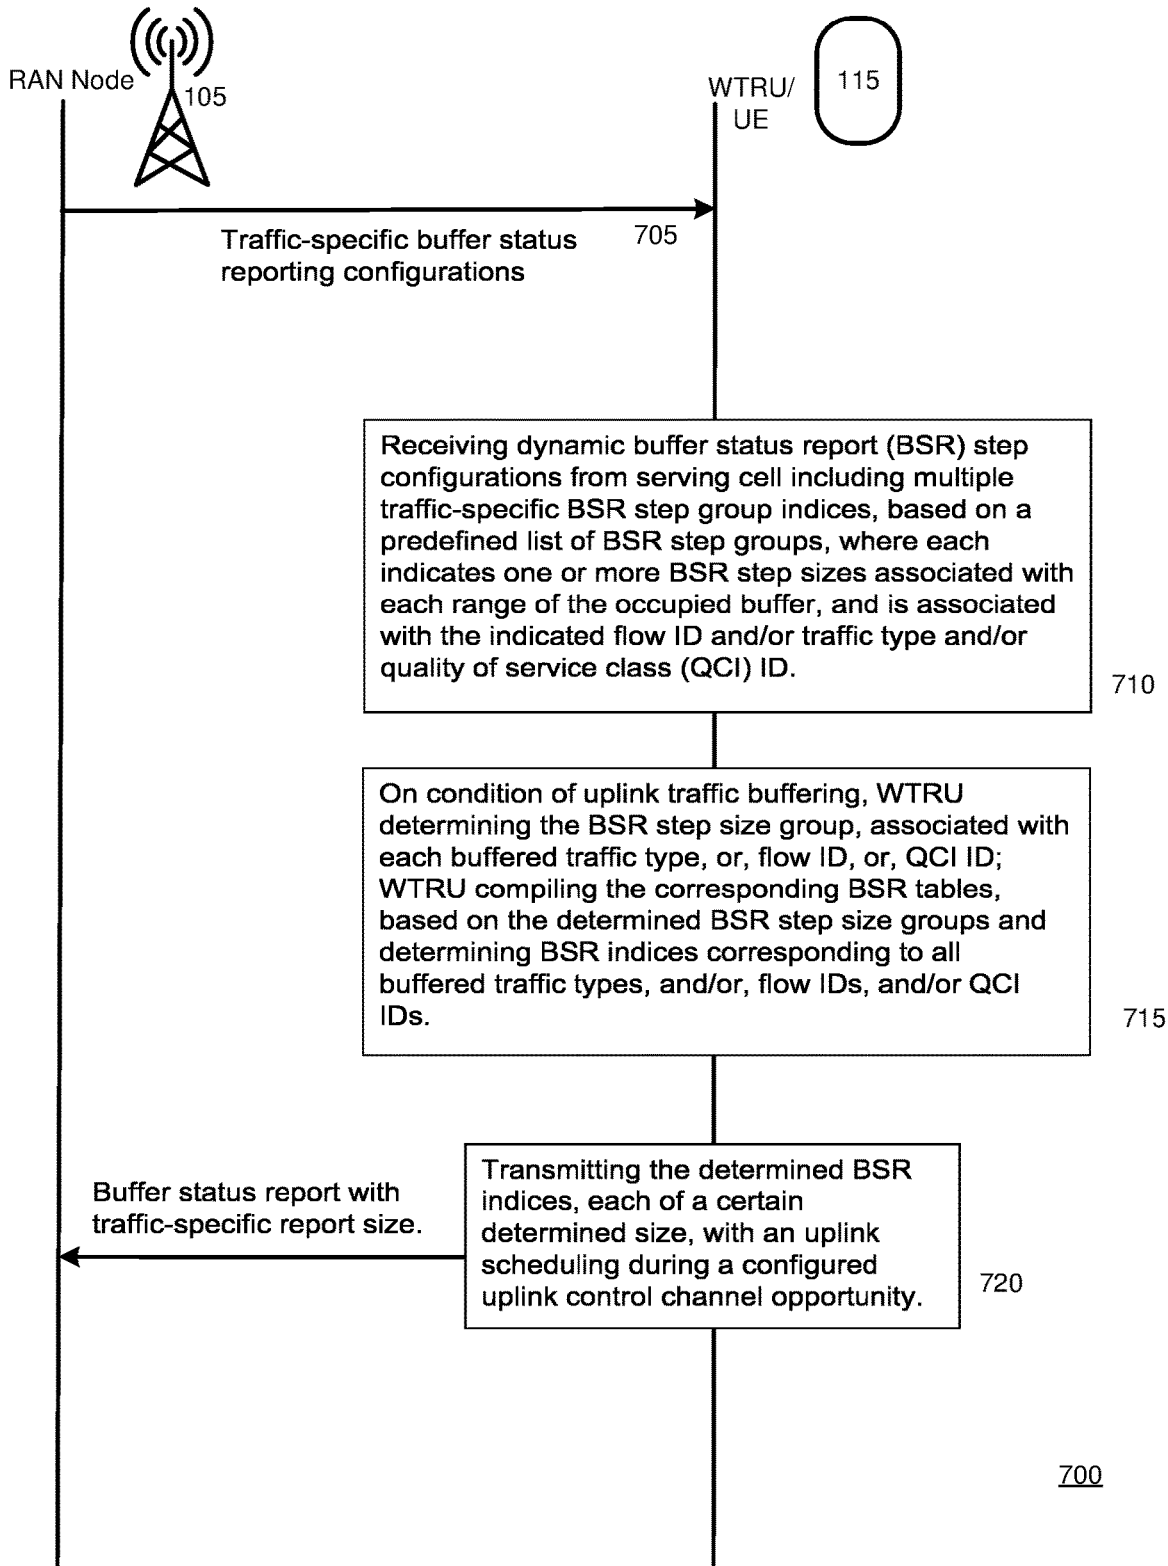 RAN Node
105
WTRU/
UE
115
Traffic-specific buffer status
reporting configurations
705
Receiving dynamic buffer status report (BSR) step
configurations from serving cell including multiple
traffic-specific BSR step group indices, based on a
predefined list of BSR step groups, where each
indicates one or more BSR step sizes associated with
each range of the occupied buffer, and is associated
with the indicated flow ID and/or traffic type and/or
quality of service class (QCI) ID.
710
On condition of uplink traffic buffering, WTRU
determining the BSR step size group, associated with
each buffered traffic type, or, flow ID, or, QCI ID;
WTRU compiling the corresponding BSR tables,
based on the determined BSR step size groups and
determining BSR indices corresponding to all
buffered traffic types, and/or, flow IDs, and/or QCI
IDs.
715
Buffer status report with
traffic-specific report size.
Transmitting the determined BSR
indices, each of a certain
determined size, with an uplink
scheduling during a configured
uplink control channel opportunity.
720
700